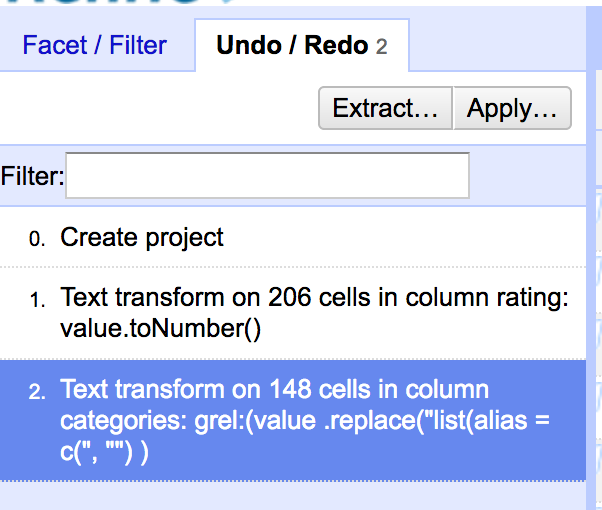 Facet / Filter Undo / Redo 2
Extract... Apply...
Filter:
0. Create project
1. Text transform on 206 cells in column rating:
value.toNumber()
2. Text transform on 148 cells in column
categories: grel:(value .replace("list(alias =
c(", "") )